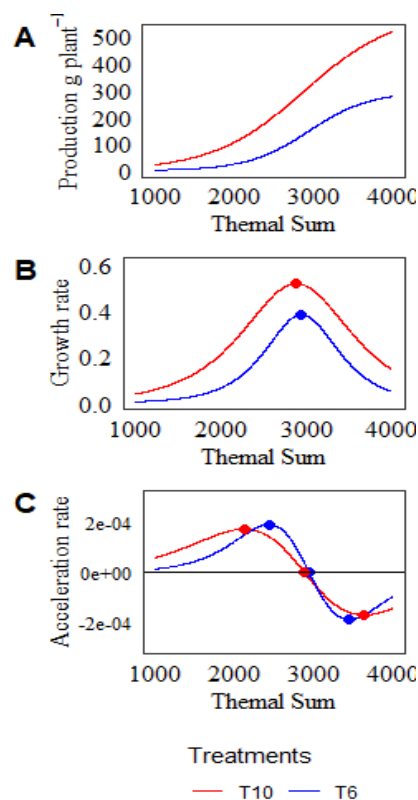 A
Production g plant⁻¹
500
400
300
200
100
0
1000 2000 3000 4000
Themal Sum
B
Growth rate
0.6
0.4
0.2
0.0
1000 2000 3000 4000
Themal Sum
C
Acceleration rate
2e-04
0e+00
-2e-04
1000 2000 3000 4000
Themal Sum
Treatments
T10 T6